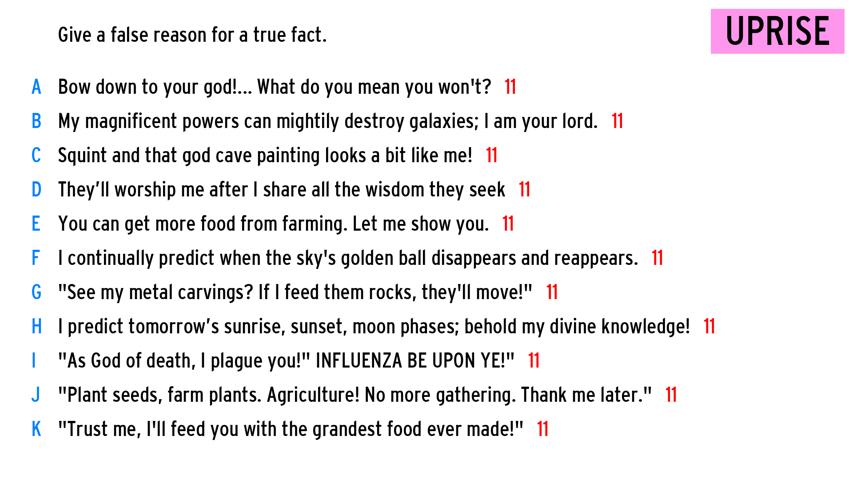 Give a false reason for a true fact.
UPRISE
A Bow down to your god!... What do you mean you won't? 11
B My magnificent powers can mightily destroy galaxies; I am your lord. 11
C Squint and that god cave painting looks a bit like me! 11
D They’ll worship me after I share all the wisdom they seek 11
E You can get more food from farming. Let me show you. 11
F I continually predict when the sky's golden ball disappears and reappears. 11
G "See my metal carvings? If I feed them rocks, they'll move!" 11
H I predict tomorrow’s sunrise, sunset, moon phases; behold my divine knowledge! 11
I "As God of death, I plague you!" INFLUENZA BE UPON YE!" 11
J "Plant seeds, farm plants. Agriculture! No more gathering. Thank me later." 11
K "Trust me, I'll feed you with the grandest food ever made!" 11